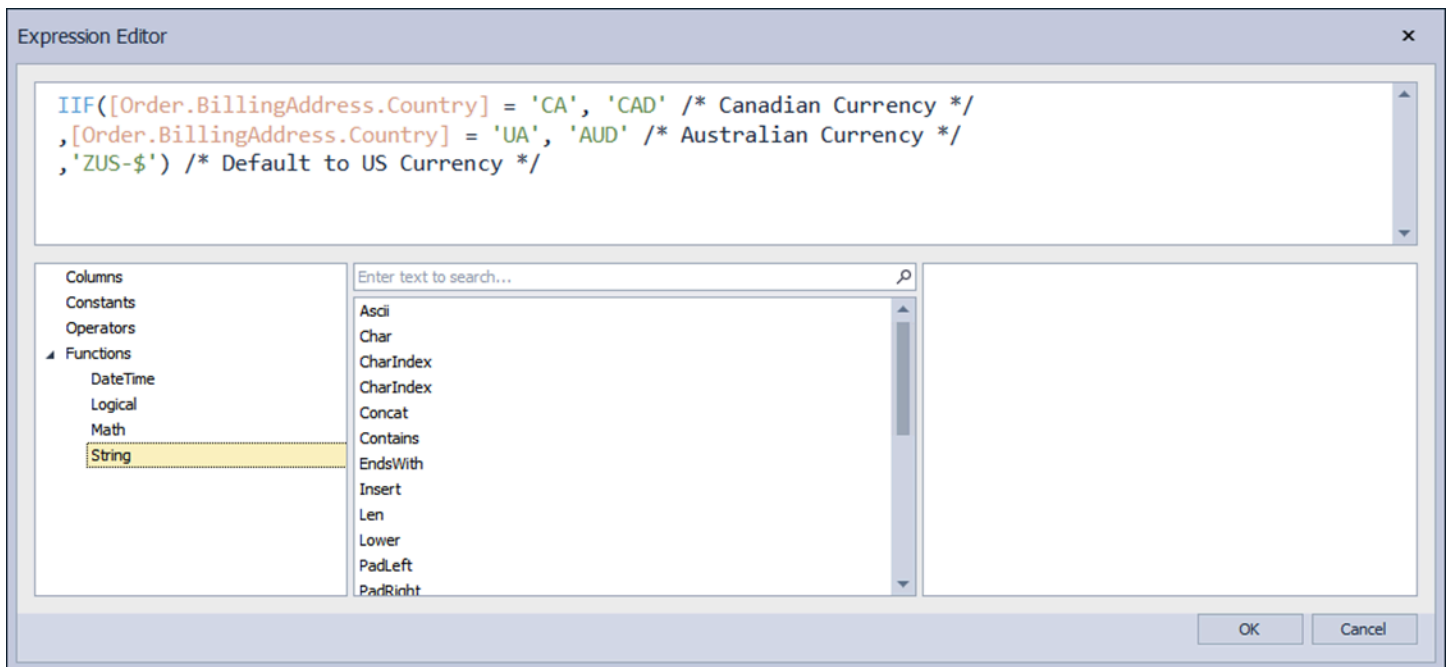 Expression Editor
IIF([Order.BillingAddress.Country] = 'CA', 'CAD' /* Canadian Currency */
,[Order.BillingAddress.Country] = 'UA', 'AUD' /* Australian Currency */
,'ZUS-$') /* Default to US Currency */
Columns
Constants
Operators
Functions
DateTime
Logical
Math
String
Enter text to search...
Ascii
Char
CharIndex
CharIndex
Concat
Contains
EndsWith
Insert
Len
Lower
PadLeft
PadRight
OK
Cancel